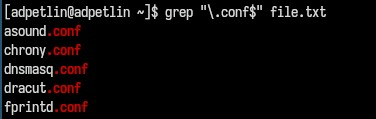 [adpetlin@adpetlin ~]$ grep "\.conf$" file.txt
asound.conf
chrony.conf
dnsmasq.conf
dracut.conf
fprintd.conf